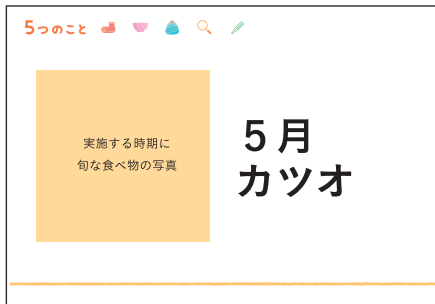 5つのこと
実施する時期に
旬な食べ物の写真
５月
カツオ